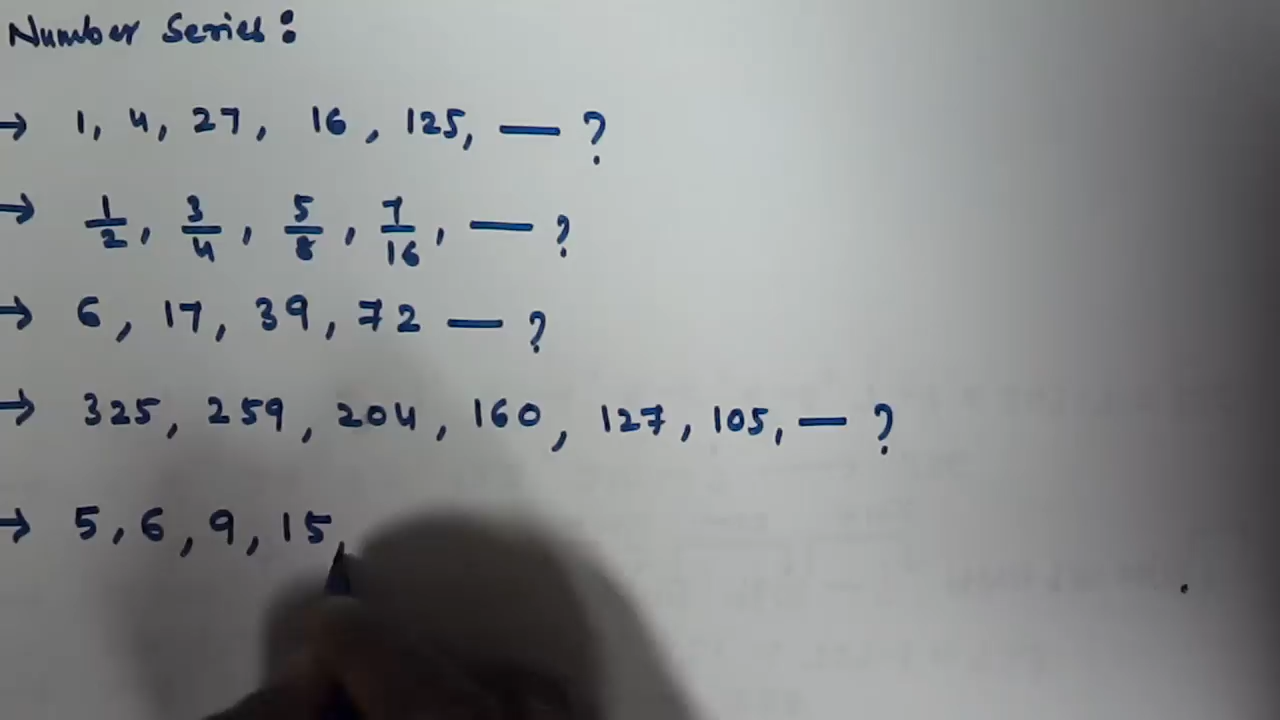 Number Series:
→ 1, 4, 27, 16, 125, — ?
→ 1/2, 3/4, 5/8, 7/16, — ?
→ 6, 17, 39, 72 — ?
→ 325, 259, 204, 160, 127, 105, — ?
→ 5, 6, 9, 15,